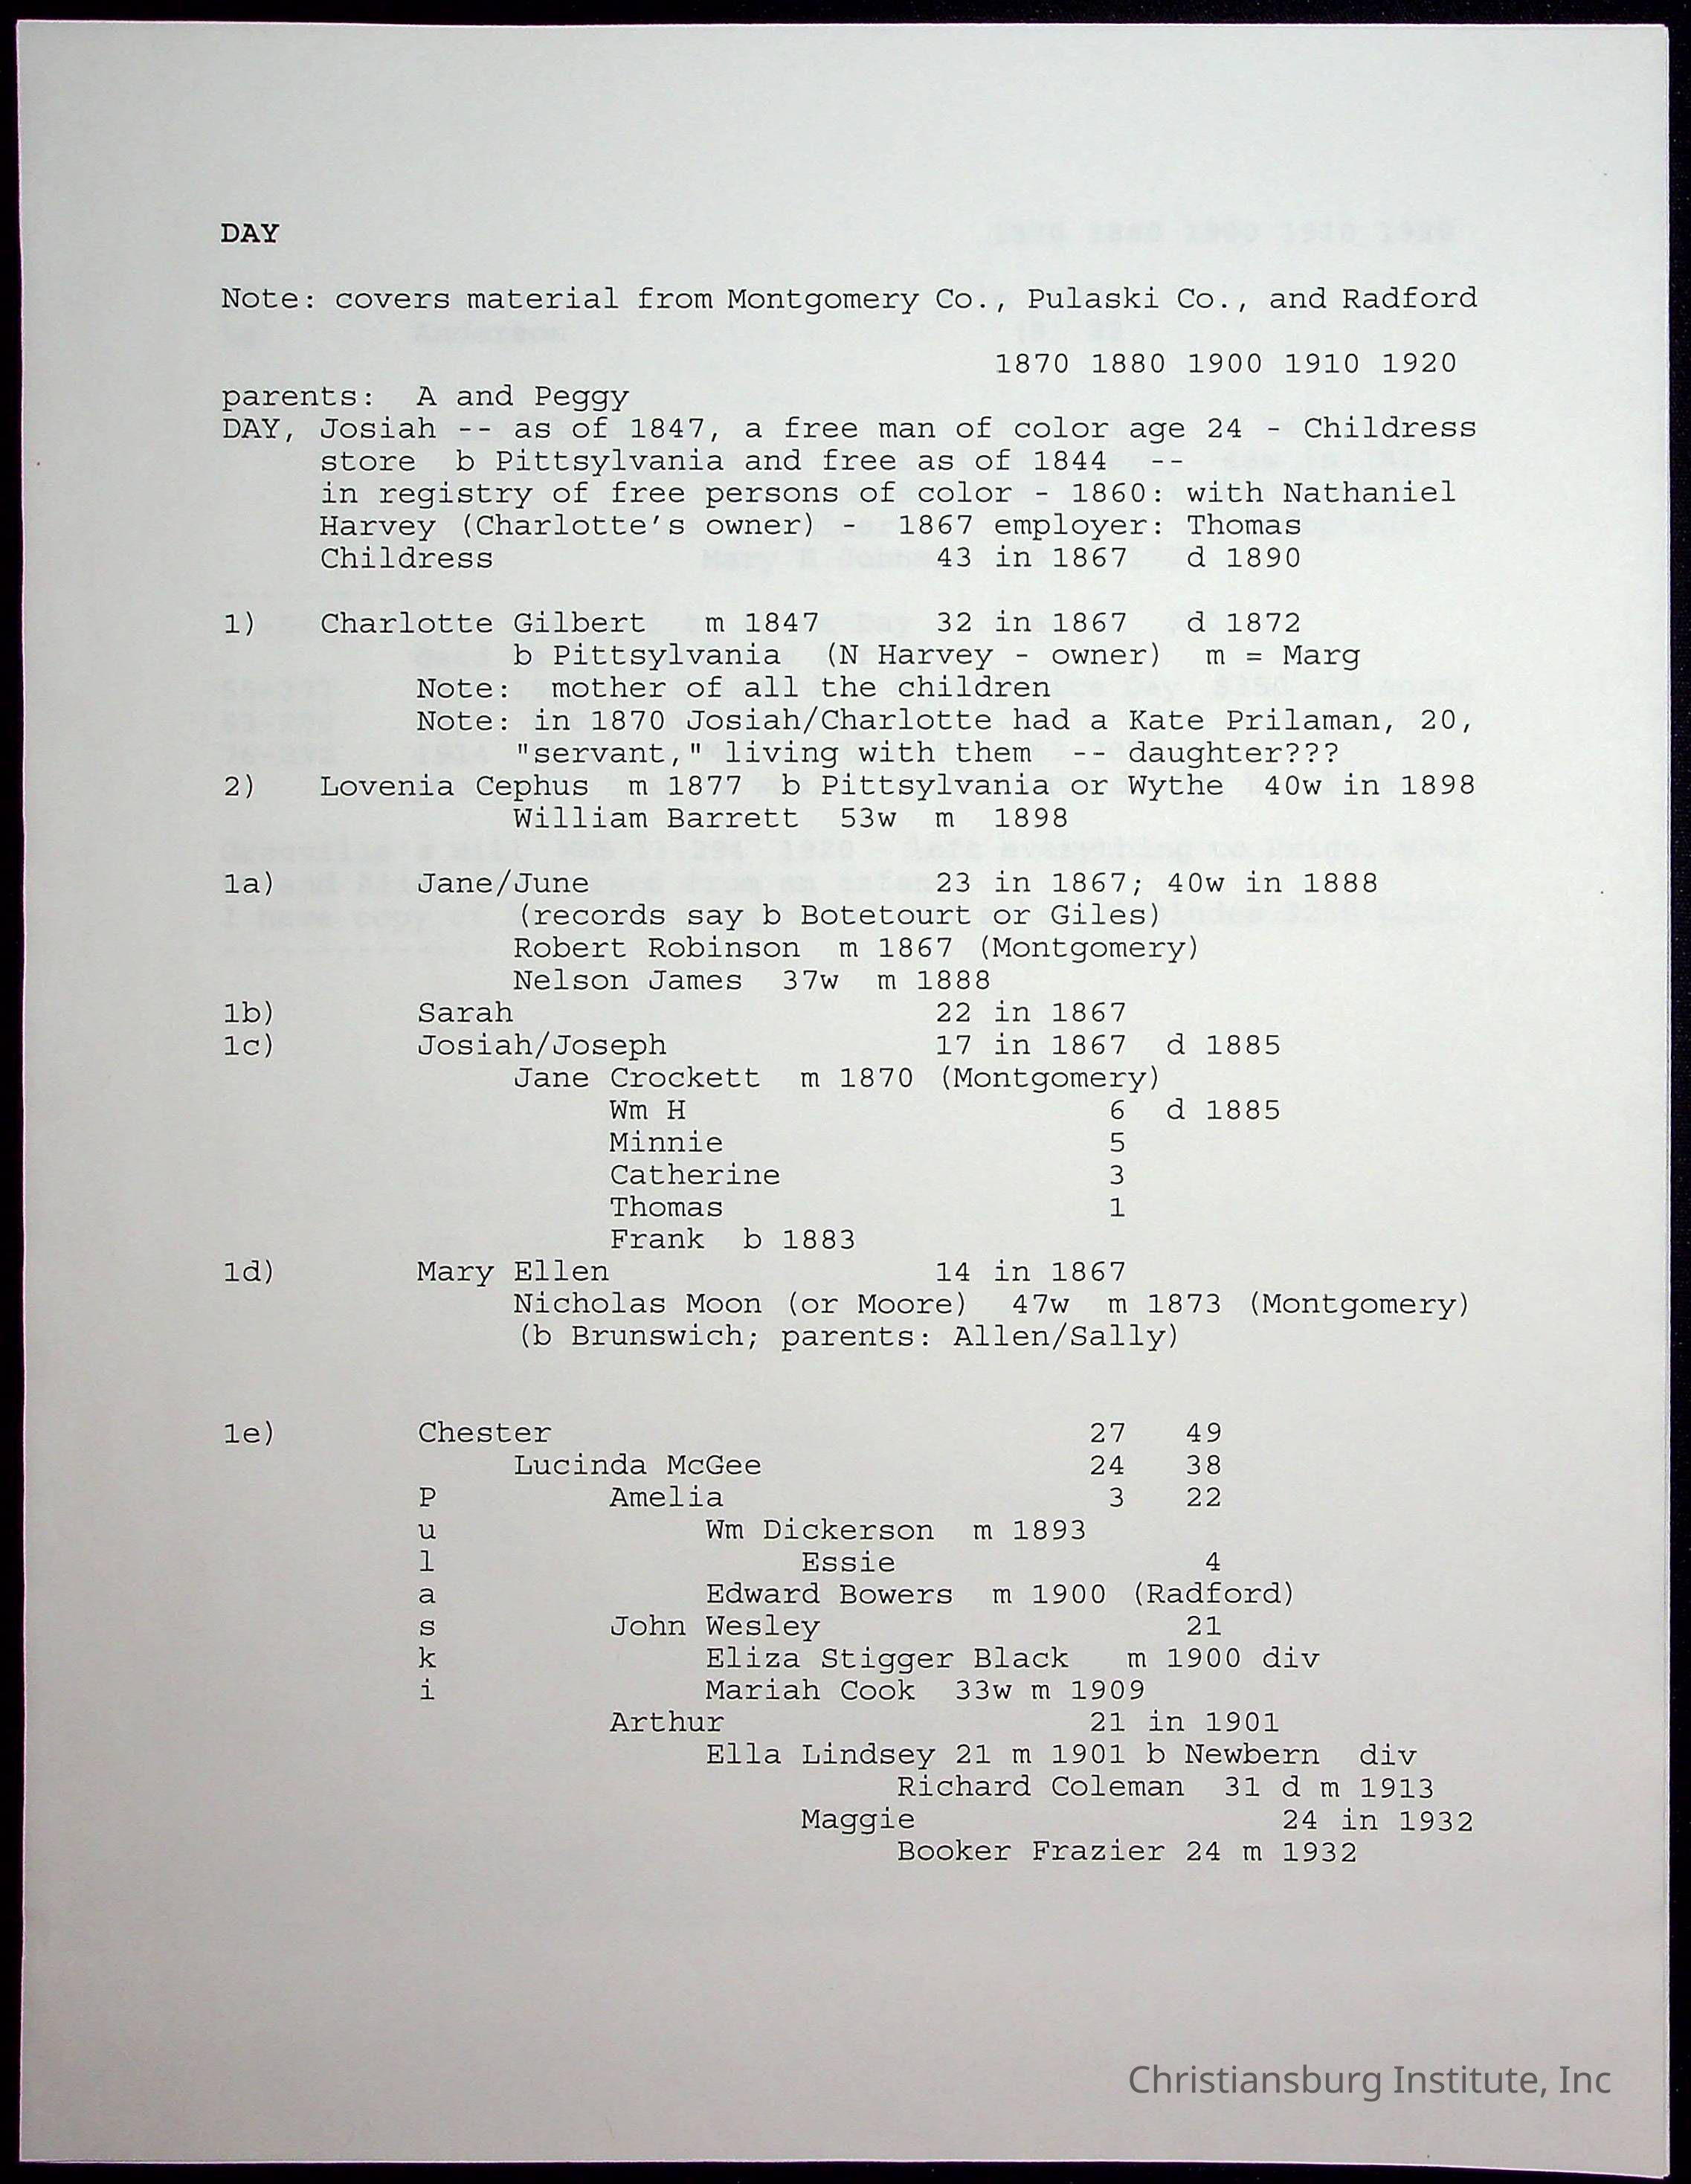 DAY
Note: covers material from Montgomery Co., Pulaski Co., and Radford
1870 1880 1900 1910 1920
parents: A and Peggy
DAY, Josiah -- as of 1847, a free man of color age 24 - Childress
store b Pittsylvania and free as of 1844 --
in registry of free persons of color - 1860: with Nathaniel
Harvey (Charlotte's owner) - 1867 employer: Thomas
Childress 43 in 1867 d 1890
1) Charlotte Gilbert m 1847 32 in 1867 d 1872
b Pittsylvania (N Harvey - owner) m = Marg
Note: mother of all the children
Note: in 1870 Josiah/Charlotte had a Kate Prilaman, 20,
"servant," living with them -- daughter???
2) Lovenia Cephus m 1877 b Pittsylvania or Wythe 40w in 1898
William Barrett 53w m 1898
1a) Jane/June 23 in 1867; 40w in 1888
(records say b Botetourt or Giles)
Robert Robinson m 1867 (Montgomery)
Nelson James 37w m 1888
1b) Sarah 22 in 1867
1c) Josiah/Joseph 17 in 1867 d 1885
Jane Crockett m 1870 (Montgomery)
Wm H 6 d 1885
Minnie 5
Catherine 3
Thomas 1
Frank b 1883
1d) Mary Ellen 14 in 1867
Nicholas Moon (or Moore) 47w m 1873 (Montgomery)
(b Brunswich; parents: Allen/Sally)
1e) Chester 27 49
Lucinda McGee 24 38
P Amelia 3 22
u Wm Dickerson m 1893
l Essie 4
a Edward Bowers m 1900 (Radford)
s John Wesley 21
k Eliza Stigger Black m 1900 div
i Mariah Cook 33w m 1909
Arthur 21 in 1901
Ella Lindsey 21 m 1901 b Newbern div
Richard Coleman 31 d m 1913
Maggie 24 in 1932
Booker Frazier 24 m 1932
Christiansburg Institute, Inc